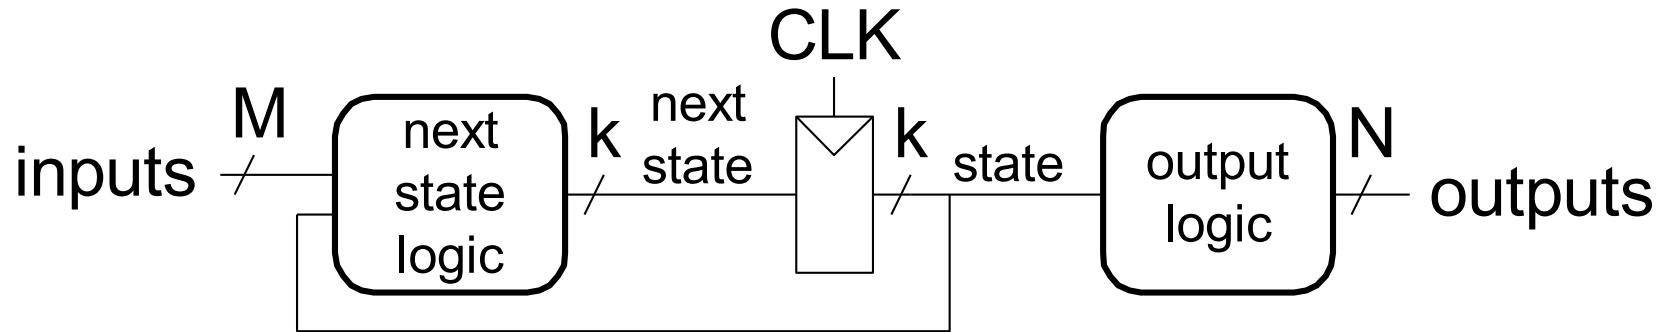 CLK
inputs
M
next
state
logic
k
next
state
k
state
output
logic
N
outputs